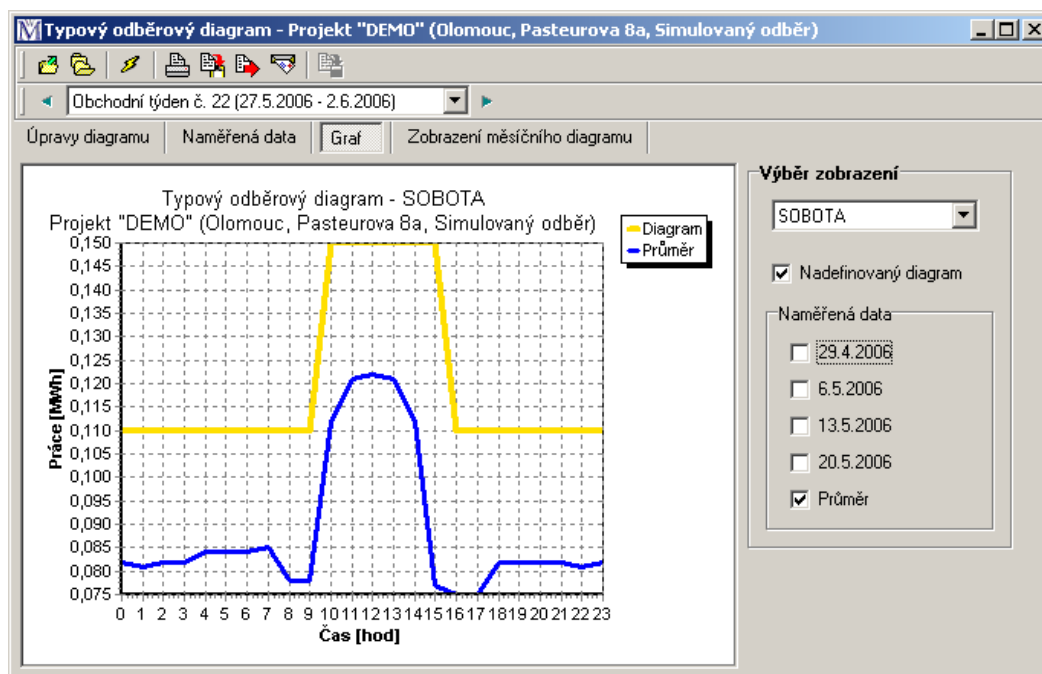 Typový odběrový diagram - Projekt "DEMO" (Olomouc, Pasteurova 8a, Simulovaný odběr)
Obchodní týden č. 22 (27.5.2006 - 2.6.2006)
Úpravy diagramu
Naměřená data
Graf
Zobrazení měsíčního diagramu
Typový odběrový diagram - SOBOTA
Projekt "DEMO" (Olomouc, Pasteurova 8a, Simulovaný odběr)
Diagram
Průměr
0,150
0,145
0,140
0,135
0,130
0,125
0,120
0,115
0,110
0,105
0,100
0,095
0,090
0,085
0,080
0,075
Práce [MWh]
0 1 2 3 4 5 6 7 8 9 10 11 12 13 14 15 16 17 18 19 20 21 22 23
Čas [hod]
Výběr zobrazení
SOBOTA
Nadefinovaný diagram
Naměřená data
29.4.2006
6.5.2006
13.5.2006
20.5.2006
Průměr